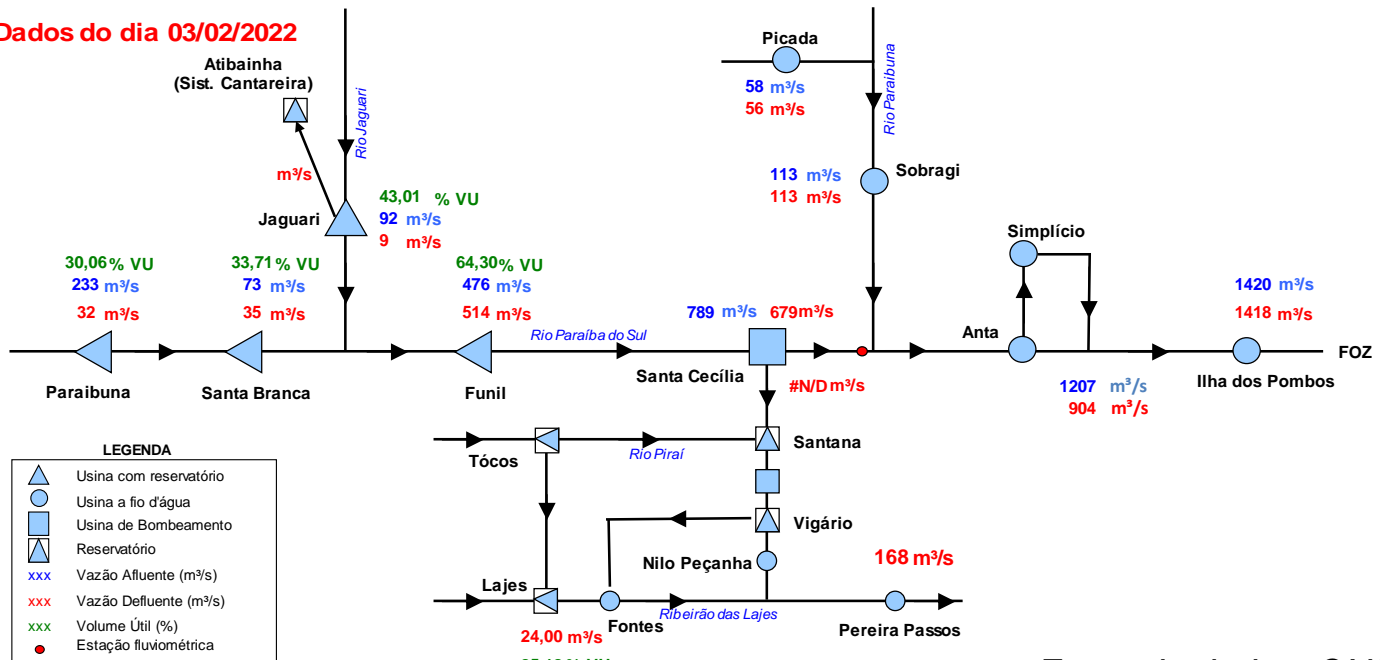 Dados do dia 03/02/2022
Atibainha
(Sist. Cantareira)
m³/s
Rio Jaguari
Jaguari
43,01 % VU
92 m³/s
9 m³/s
Picada
58 m³/s
56 m³/s
Rio Paraibuna
113 m³/s
113 m³/s
Sobragi
Simplício
30,06 % VU
233 m³/s
32 m³/s
Paraibuna
33,71 % VU
73 m³/s
35 m³/s
Santa Branca
64,30 % VU
476 m³/s
514 m³/s
Funil
Rio Paraíba do Sul
789 m³/s 679 m³/s
Santa Cecília
#N/D m³/s
Anta
1207 m³/s
904 m³/s
1420 m³/s
1418 m³/s
Ilha dos Pombos
FOZ
Tócos
Rio Piraí
Santana
Vigário
Nilo Peçanha
168 m³/s
Lajes
Fontes
Ribeirão das Lajes
Pereira Passos
24,00 m³/s
LEGENDA
Usina com reservatório
Usina a fio d'água
Usina de Bombeamento
Reservatório
xxx Vazão Afluente (m³/s)
xxx Vazão Defluente (m³/s)
xxx Volume Útil (%)
Estação fluviométrica